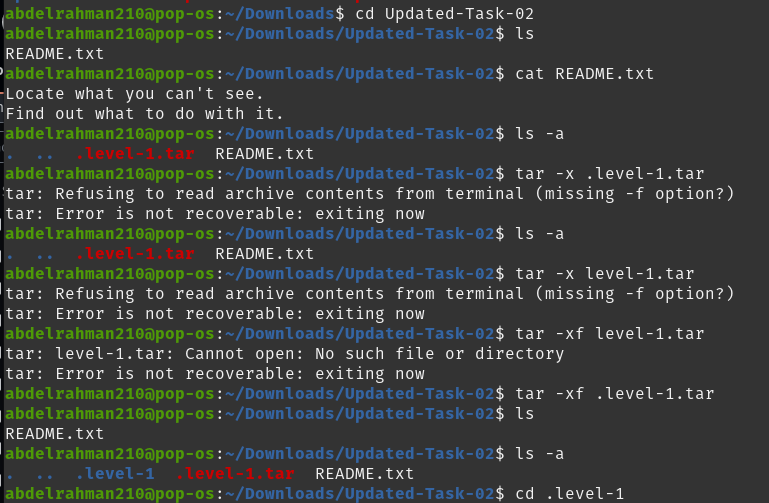 abdelrahman210@pop-os:~/Downloads$ cd Updated-Task-02
abdelrahman210@pop-os:~/Downloads/Updated-Task-02$ ls
README.txt
abdelrahman210@pop-os:~/Downloads/Updated-Task-02$ cat README.txt
Locate what you can't see.
Find out what to do with it.
abdelrahman210@pop-os:~/Downloads/Updated-Task-02$ ls -a
.  ..  .level-1.tar  README.txt
abdelrahman210@pop-os:~/Downloads/Updated-Task-02$ tar -x .level-1.tar
tar: Refusing to read archive contents from terminal (missing -f option?)
tar: Error is not recoverable: exiting now
abdelrahman210@pop-os:~/Downloads/Updated-Task-02$ ls -a
.  ..  .level-1.tar  README.txt
abdelrahman210@pop-os:~/Downloads/Updated-Task-02$ tar -x level-1.tar
tar: Refusing to read archive contents from terminal (missing -f option?)
tar: Error is not recoverable: exiting now
abdelrahman210@pop-os:~/Downloads/Updated-Task-02$ tar -xf level-1.tar
tar: level-1.tar: Cannot open: No such file or directory
tar: Error is not recoverable: exiting now
abdelrahman210@pop-os:~/Downloads/Updated-Task-02$ tar -xf .level-1.tar
abdelrahman210@pop-os:~/Downloads/Updated-Task-02$ ls
README.txt
abdelrahman210@pop-os:~/Downloads/Updated-Task-02$ ls -a
.  ..  .level-1  .level-1.tar  README.txt
abdelrahman210@pop-os:~/Downloads/Updated-Task-02$ cd .level-1